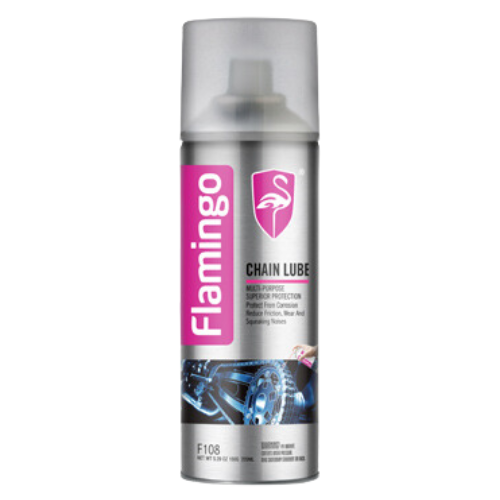 Flamingo
CHAIN LUBE
MULTI-PURPOSE
SUPERIOR PROTECTION
Protect From Corrosion
Reduce Friction, Wear And
Squeaking Noises
F108